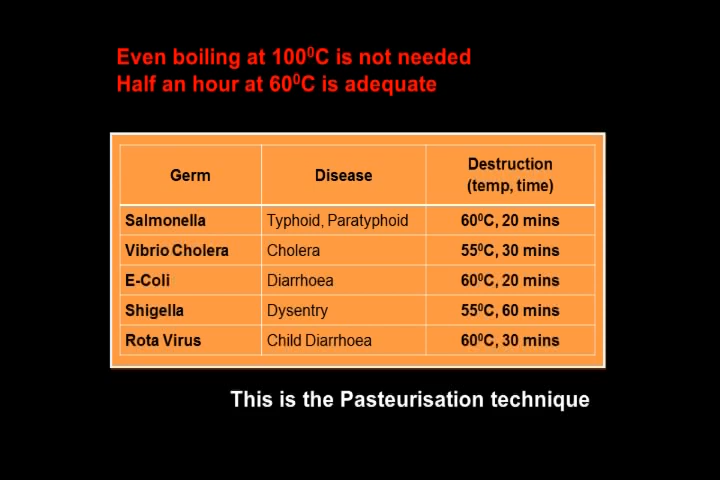 Even boiling at 100⁰C is not needed
Half an hour at 60⁰C is adequate
Germ Disease Destruction
(temp, time)
Salmonella Typhoid, Paratyphoid 60⁰C, 20 mins
Vibrio Cholera Cholera 55⁰C, 30 mins
E-Coli Diarrhoea 60⁰C, 20 mins
Shigella Dysentry 55⁰C, 60 mins
Rota Virus Child Diarrhoea 60⁰C, 30 mins
This is the Pasteurisation technique